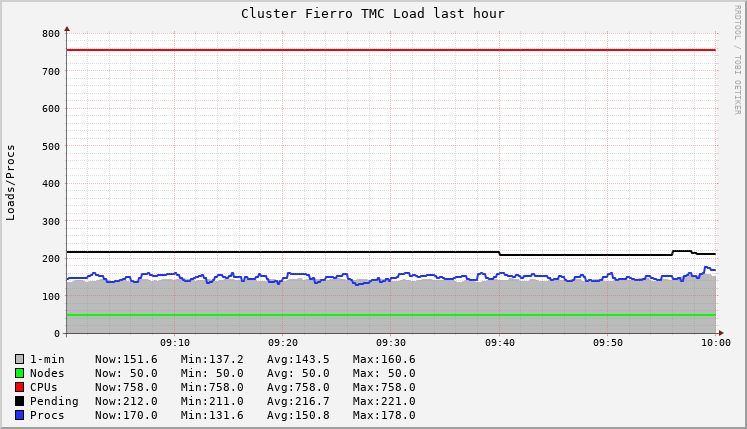 Cluster Fierro TMC Load last hour
RRDTOOL / TOBI OETIKER
Loads/Procs
800
700
600
500
400
300
200
100
0
09:10 09:20 09:30 09:40 09:50 10:00
1-min Now:151.6 Min:137.2 Avg:143.5 Max:160.6
Nodes Now: 50.0 Min: 50.0 Avg: 50.0 Max: 50.0
CPUs Now:758.0 Min:758.0 Avg:758.0 Max:758.0
Pending Now:212.0 Min:211.0 Avg:216.7 Max:221.0
Procs Now:170.0 Min:131.6 Avg:150.8 Max:178.0